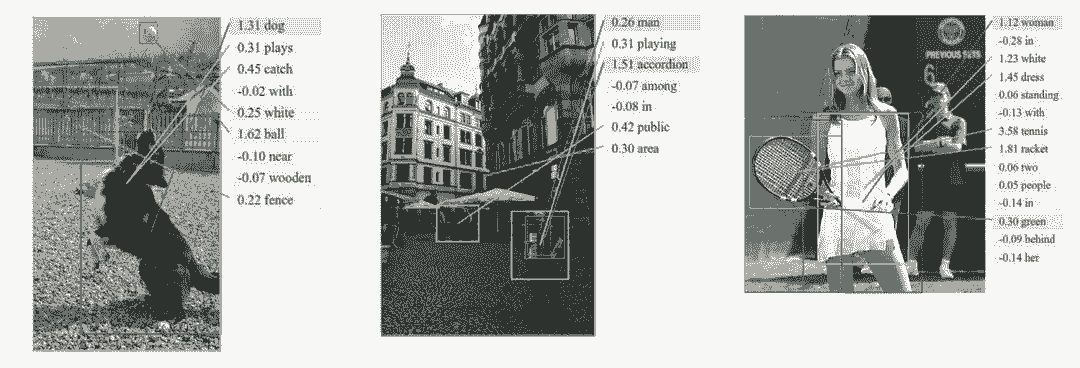 1.31 dog
0.31 plays
0.45 catch
-0.02 with
0.25 white
1.62 ball
-0.10 near
-0.07 wooden
0.22 fence
0.26 man
0.31 playing
1.51 accordion
-0.07 among
-0.08 in
0.42 public
0.30 area
PREVIOUS SETS
6
1.12 woman
-0.28 in
1.23 white
1.45 dress
0.06 standing
-0.13 with
3.58 tennis
1.81 racket
0.06 two
0.05 people
-0.14 in
0.30 green
-0.09 behind
-0.14 her